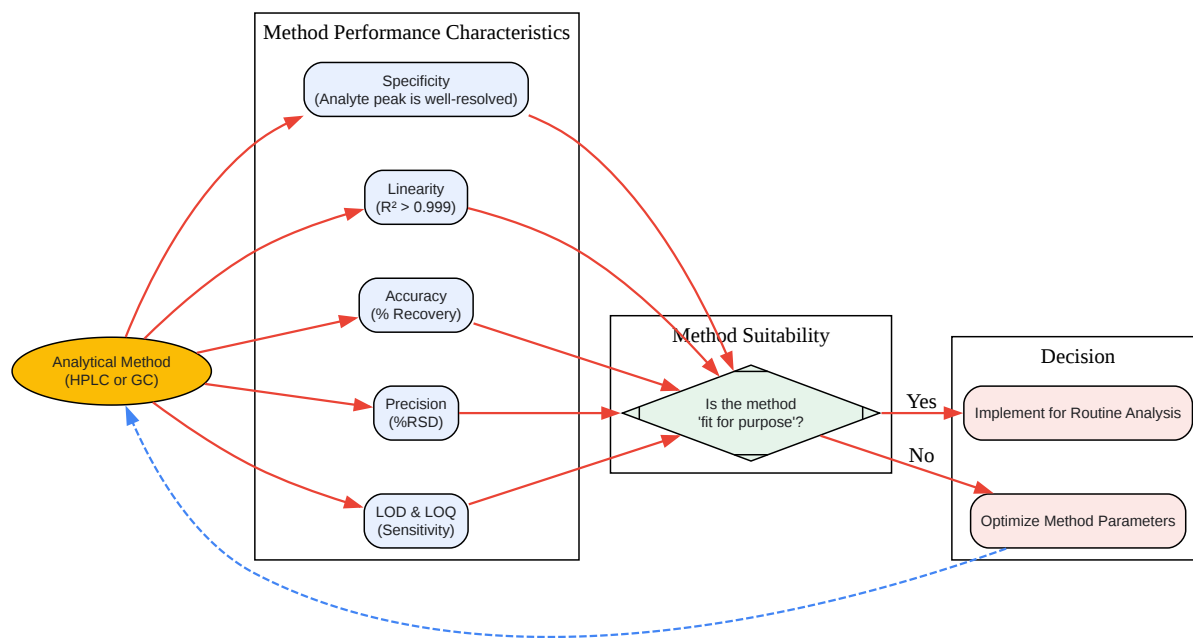 Method Performance Characteristics
Specificity
(Analyte peak is well-resolved)
Linearity
(R² > 0.999)
Accuracy
(% Recovery)
Precision
(%RSD)
LOD & LOQ
(Sensitivity)
Analytical Method
(HPLC or GC)
Method Suitability
Is the method
'fit for purpose'?
Yes
No
Decision
Implement for Routine Analysis
Optimize Method Parameters